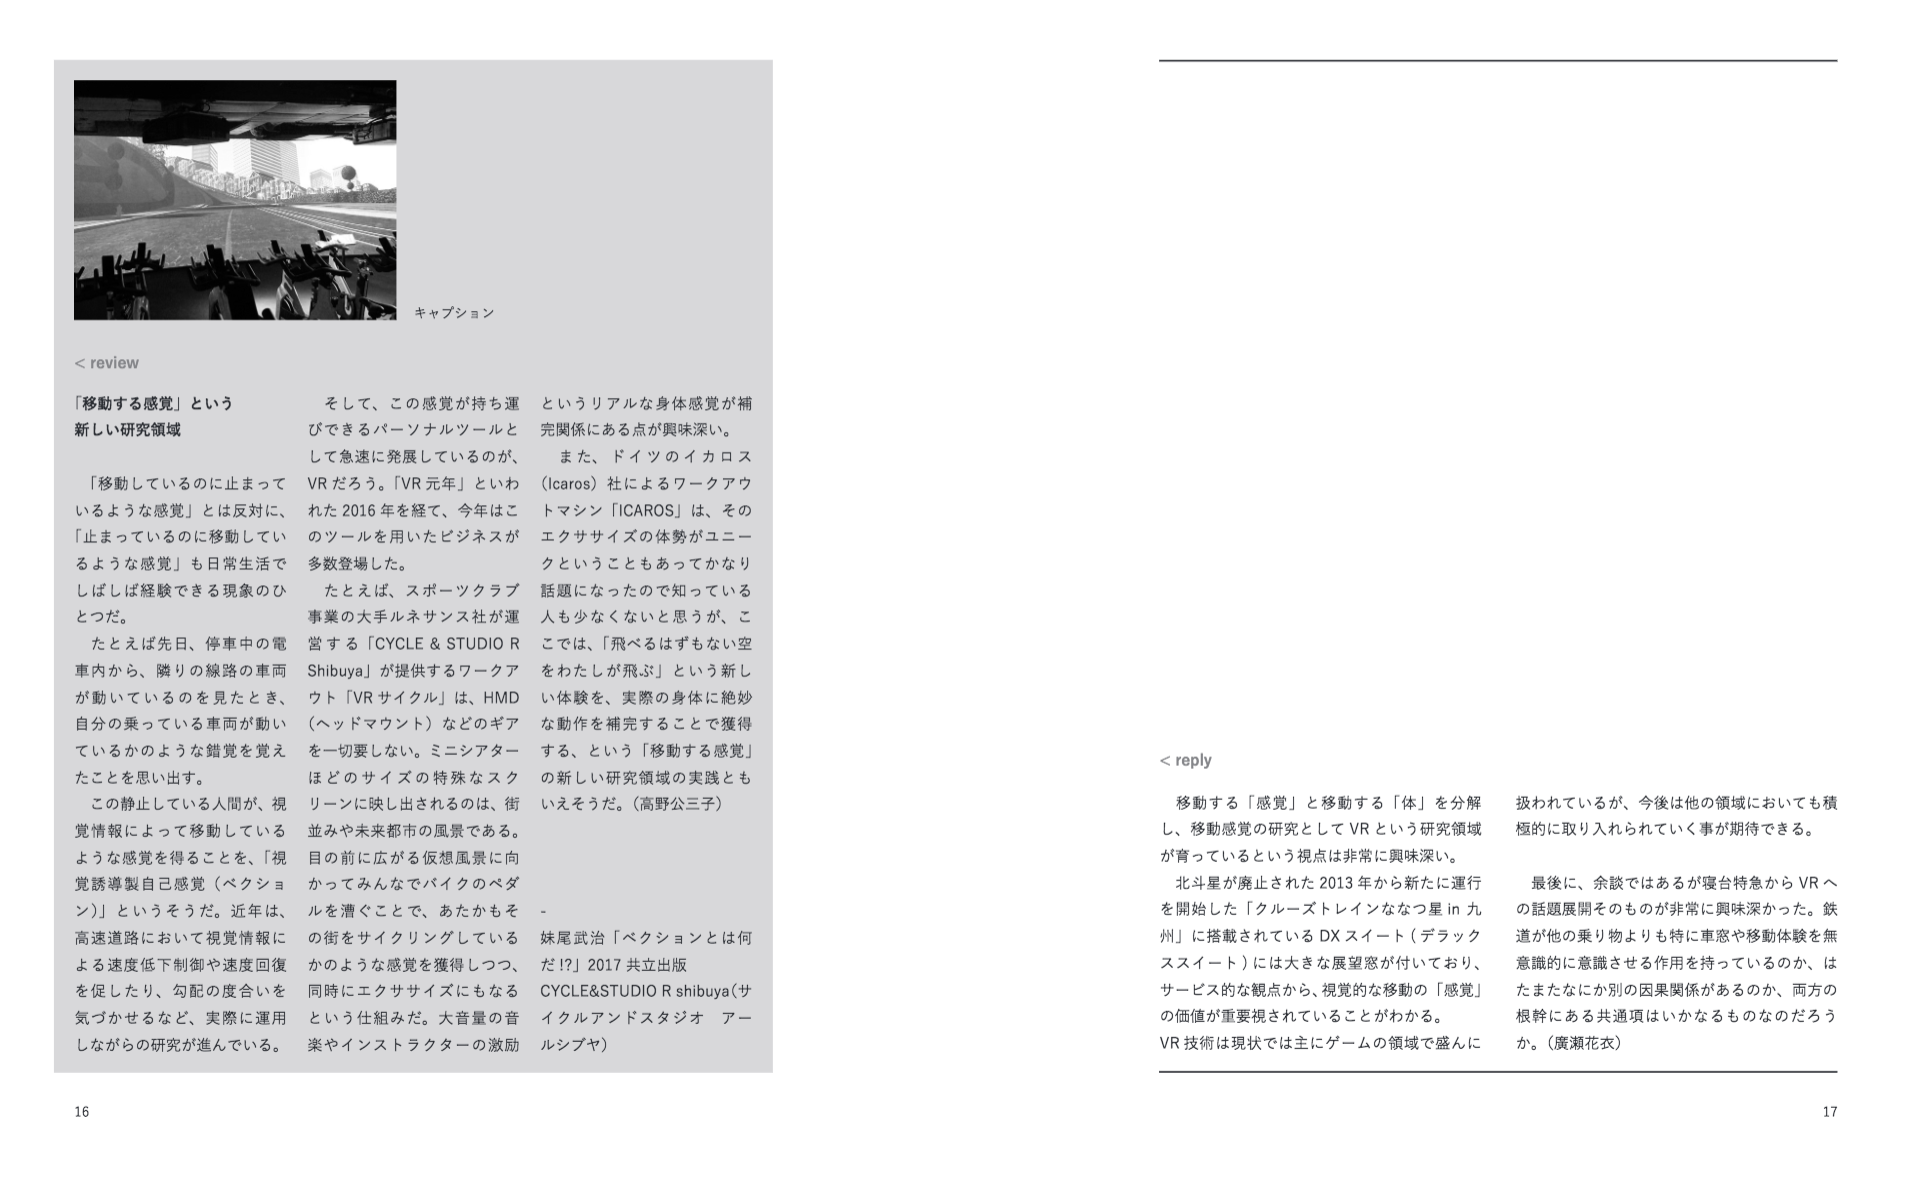 キャプション
< review
「移動する感覚」という
新しい研究領域
「移動しているのに止まって
いるような感覚」とは反対に、
「止まっているのに移動してい
るような感覚」も日常生活で
しばしば経験できる現象のひ
とつだ。
たとえば先日、停車中の電
車内から、隣りの線路の車両
が動いているのを見たとき、
自分の乗っている車両が動い
ているかのような錯覚を覚え
たことを思い出す。
この静止している人間が、視
覚情報によって移動している
ような感覚を得ることを、「視
覚誘導製自己感覚（ベクショ
ン）」というそうだ。近年は、
高速道路において視覚情報に
よる速度低下制御や速度回復
を促したり、勾配の度合いを
気づかせるなど、実際に運用
しながらの研究が進んでいる。
そして、この感覚が持ち運
びできるパーソナルツールと
して急速に発展しているのが、
VR だろう。「VR 元年」といわ
れた 2016 年を経て、今年はこ
のツールを用いたビジネスが
多数登場した。
たとえば、スポーツクラブ
事業の大手ルネサンス社が運
営する「CYCLE & STUDIO R
Shibuya」が提供するワークア
ウト「VR サイクル」は、HMD
（ヘッドマウント）などのギア
を一切要しない。ミニシアター
ほどのサイズの特殊なスク
リーンに映し出されるのは、街
並みや未来都市の風景である。
目の前に広がる仮想風景に向
かってみんなでバイクのペダ
ルを漕ぐことで、あたかもそ
の街をサイクリングしている
かのような感覚を獲得しつつ、
同時にエクササイズにもなる
という仕組みだ。大音量の音
楽やインストラクターの激励
というリアルな身体感覚が補
完関係にある点が興味深い。
また、ドイツのイカロス
（Icaros）社によるワークアウ
トマシン「ICAROS」は、その
エクササイズの体勢がユニー
クということもあってかなり
話題になったので知っている
人も少なくないと思うが、こ
こでは、「飛べるはずもない空
をわたしが飛ぶ」という新し
い体験を、実際の身体に絶妙
な動作を補完することで獲得
する、という「移動する感覚」
の新しい研究領域の実践とも
いえそうだ。（高野公三子）
-
妹尾武治「ベクションとは何
だ !?」2017 共立出版
CYCLE&STUDIO R shibuya（サ
イクルアンドスタジオ　アー
ルシブヤ）
16
< reply
移動する「感覚」と移動する「体」を分解
し、移動感覚の研究として VR という研究領域
が育っているという視点は非常に興味深い。
北斗星が廃止された 2013 年から新たに運行
を開始した「クルーズトレインななつ星 in 九
州」に搭載されている DX スイート ( デラック
ススイート ) には大きな展望窓が付いており、
サービス的な観点から、視覚的な移動の「感覚」
の価値が重要視されていることがわかる。
VR 技術は現状では主にゲームの領域で盛んに
扱われているが、今後は他の領域においても積
極的に取り入れられていく事が期待できる。
最後に、余談ではあるが寝台特急から VR へ
の話題展開そのものが非常に興味深かった。鉄
道が他の乗り物よりも特に車窓や移動体験を無
意識的に意識させる作用を持っているのか、は
たまたなにか別の因果関係があるのか、両方の
根幹にある共通項はいかなるものなのだろう
か。（廣瀬花衣）
17